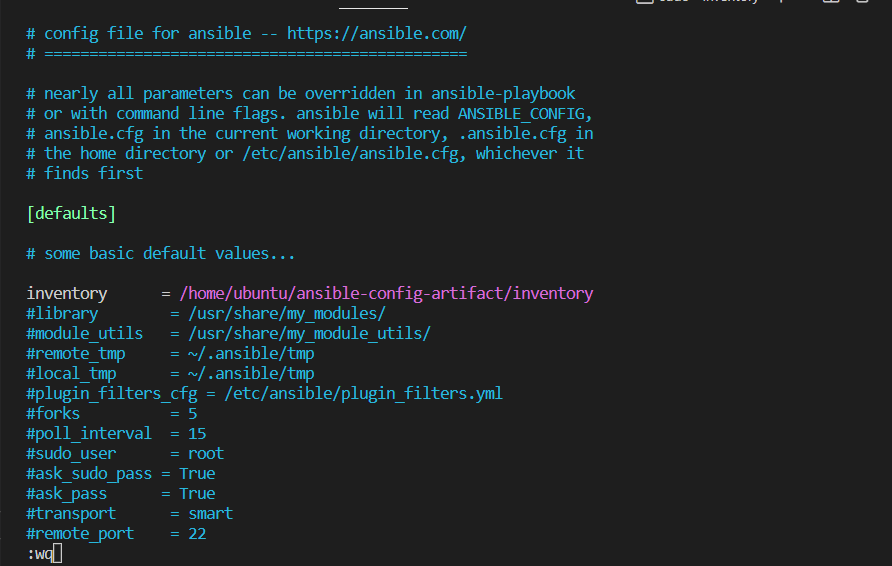 # config file for ansible -- https://ansible.com/
# ===============================================

# nearly all parameters can be overridden in ansible-playbook
# or with command line flags. ansible will read ANSIBLE_CONFIG,
# ansible.cfg in the current working directory, .ansible.cfg in
# the home directory or /etc/ansible/ansible.cfg, whichever it
# finds first

[defaults]

# some basic default values...

inventory      = /home/ubuntu/ansible-config-artifact/inventory
#library        = /usr/share/my_modules/
#module_utils   = /usr/share/my_module_utils/
#remote_tmp     = ~/.ansible/tmp
#local_tmp      = ~/.ansible/tmp
#plugin_filters_cfg = /etc/ansible/plugin_filters.yml
#forks          = 5
#poll_interval  = 15
#sudo_user      = root
#ask_sudo_pass = True
#ask_pass      = True
#transport      = smart
#remote_port    = 22
:wq